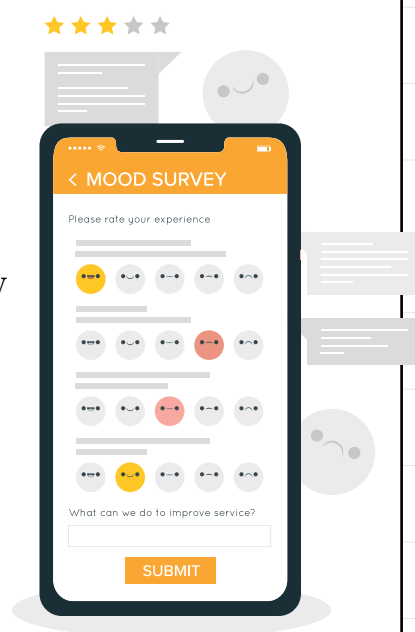 MOOD SURVEY
Please rate your experience
y
What can we do to improve service?
SUBMIT